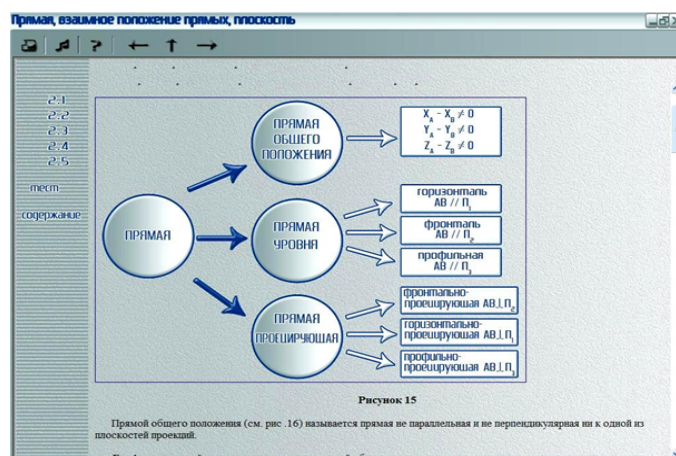 Прямая, взаимное положение прямых, плоскость
?
2.1
2.2
2.3
2.4
2.5
тест
содержание
ПРЯМАЯ
ПРЯМАЯ
ОБЩЕГО
ПОЛОЖЕНИЯ
X_A - X_B ≠ 0
Y_A - Y_B ≠ 0
Z_A - Z_B ≠ 0
ПРЯМАЯ
УРОВНЯ
горизонталь
AB // П₁
фронталь
AB // П₂
профильная
AB // П₃
ПРЯМАЯ
ПРОЕЦИРУЮЩАЯ
фронтально-
проецирующая AB⊥П₂
горизонтально-
проецирующая AB⊥П₁
профильно-
проецирующая AB⊥П₃
Рисунок 15
Прямой общего положения (см. рис .16) называется прямая не параллельная и не перпендикулярная ни к одной из
плоскостей проекций.